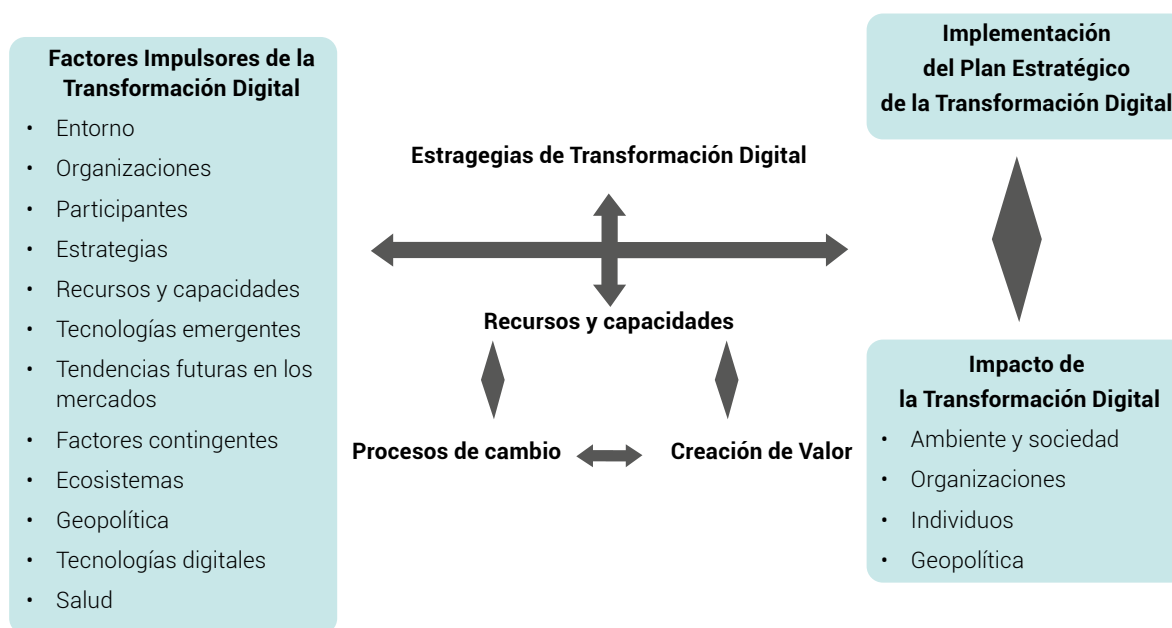 Factores Impulsores de la
Transformación Digital
• Entorno
• Organizaciones
• Participantes
• Estrategias
• Recursos y capacidades
• Tecnologías emergentes
• Tendencias futuras en los
mercados
• Factores contingentes
• Ecosistemas
• Geopolítica
• Tecnologías digitales
• Salud
Estragegias de Transformación Digital
Recursos y capacidades
Procesos de cambio
Creación de Valor
Implementación
del Plan Estratégico
de la Transformación Digital
Impacto de
la Transformación Digital
• Ambiente y sociedad
• Organizaciones
• Individuos
• Geopolítica